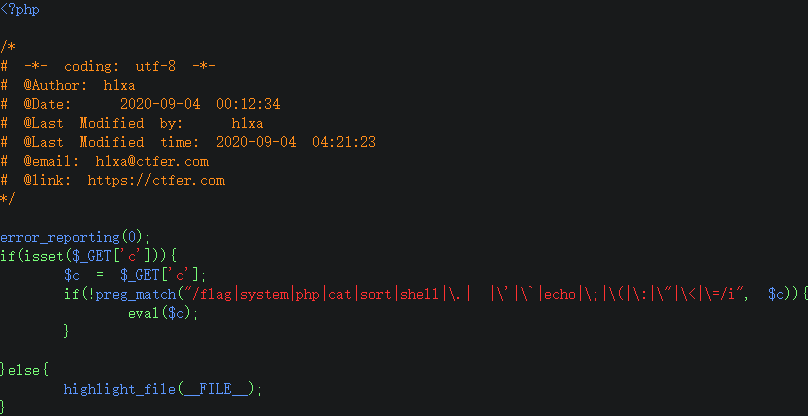 <?php
/*
# -*- coding: utf-8 -*-
# @Author: h1xa
# @Date:   2020-09-04 00:12:34
# @Last Modified by:   h1xa
# @Last Modified time: 2020-09-04 04:21:23
# @email: h1xa@ctfer.com
# @link: https://ctfer.com
*/
error_reporting(0);
if(isset($_GET['c'])){
    $c = $_GET['c'];
    if(!preg_match("/flag|system|php|cat|sort|shell|\.| |\'|\`|echo|\;|\(|\:|\"|\<|\=/i", $c)){
        eval($c);
    }
}else{
    highlight_file(__FILE__);
}